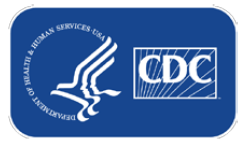 DEPARTMENT OF HEALTH & HUMAN SERVICES·USA
CDC